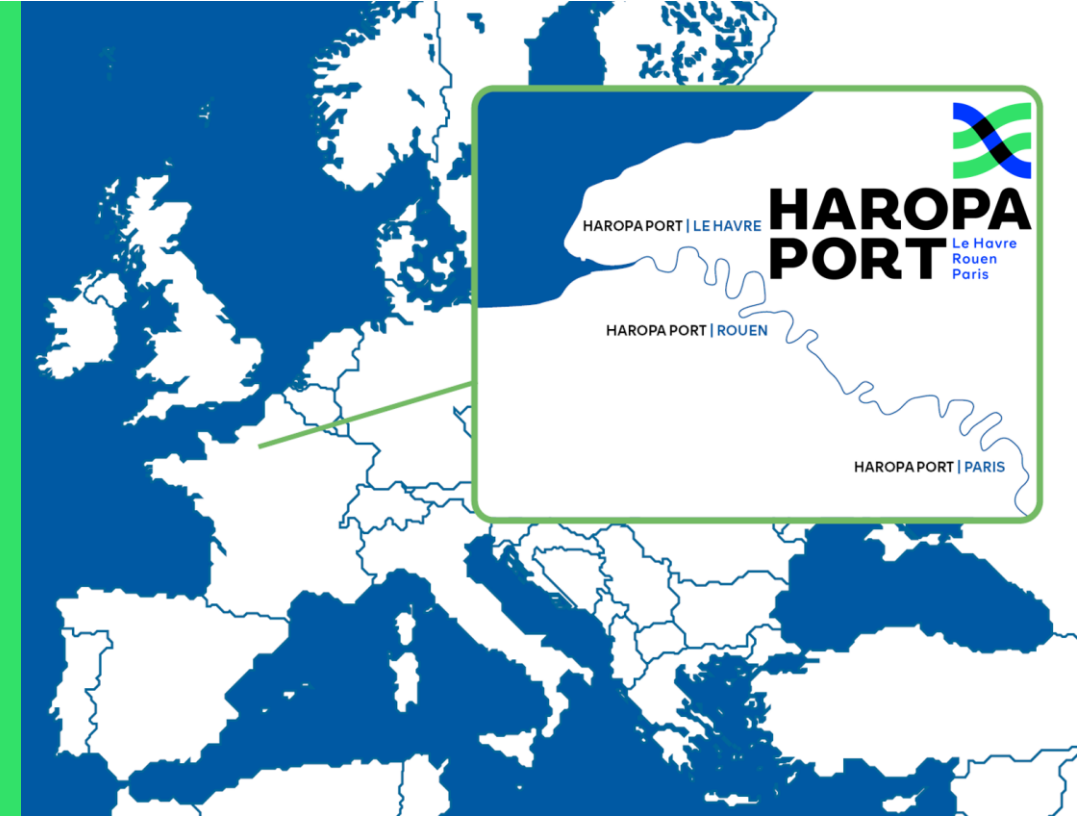 HAROPA PORT | LE HAVRE
HAROPA
PORT
Le Havre
Rouen
Paris
HAROPA PORT | ROUEN
HAROPA PORT | PARIS